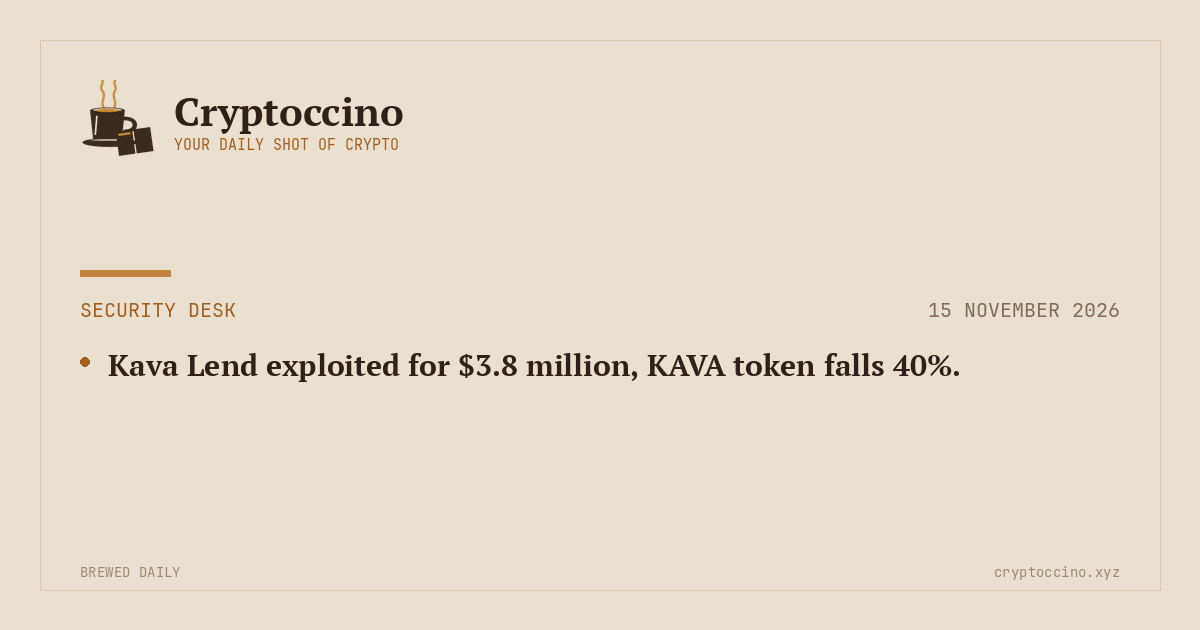 Cryptoccino
YOUR DAILY SHOT OF CRYPTO
SECURITY DESK
15 NOVEMBER 2026
Kava Lend exploited for $3.8 million, KAVA token falls 40%.
BREWED DAILY
cryptoccino.xyz